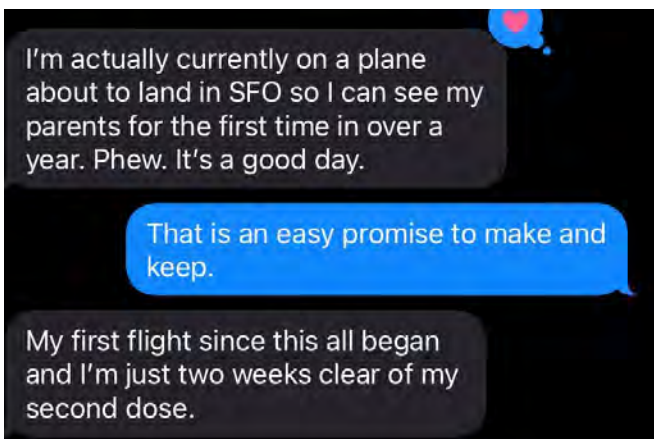 I’m actually currently on a plane
about to land in SFO so I can see my
parents for the first time in over a
year. Phew. It’s a good day.
That is an easy promise to make and
keep.
My first flight since this all began
and I’m just two weeks clear of my
second dose.